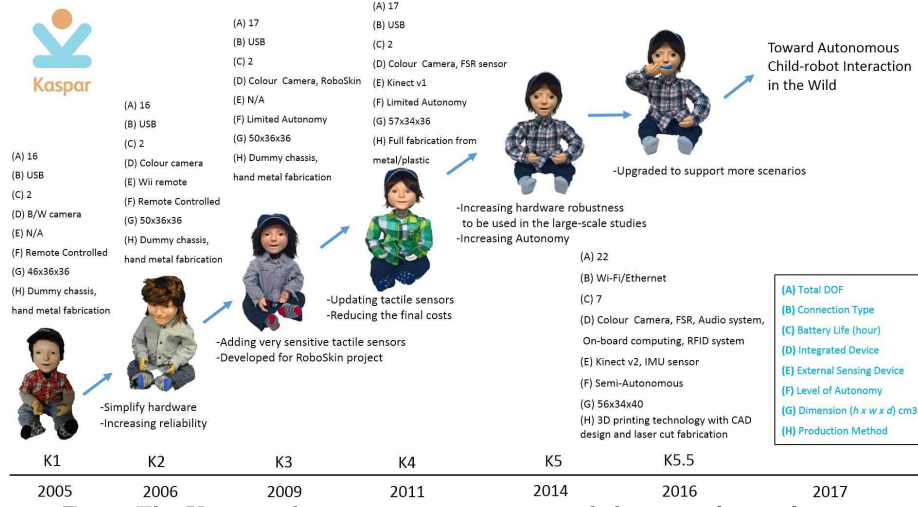 Kaspar
(A) 16
(B) USB
(C) 2
(D) B/W camera
(E) N/A
(F) Remote Controlled
(G) 46x36x36
(H) Dummy chassis,
hand metal fabrication
(A) 16
(B) USB
(C) 2
(D) Colour camera
(E) Wii remote
(F) Remote Controlled
(G) 50x36x36
(H) Dummy chassis,
hand metal fabrication
(A) 17
(B) USB
(C) 2
(D) Colour Camera, RoboSkin
(E) N/A
(F) Limited Autonomy
(G) 50x36x36
(H) Dummy chassis,
hand metal fabrication
(A) 17
(B) USB
(C) 2
(D) Colour Camera, FSR sensor
(E) Kinect v1
(F) Limited Autonomy
(G) 57x34x36
(H) Full fabrication from
metal/plastic
Toward Autonomous
Child-robot Interaction
in the Wild
-Simplify hardware
-Increasing reliability
-Adding very sensitive tactile sensors
-Developed for RoboSkin project
-Updating tactile sensors
-Reducing the final costs
-Increasing hardware robustness
to be used in the large-scale studies
-Increasing Autonomy
-Upgraded to support more scenarios
(A) 22
(B) Wi-Fi/Ethernet
(C) 7
(D) Colour Camera, FSR, Audio system,
On-board computing, RFID system
(E) Kinect v2, IMU sensor
(F) Semi-Autonomous
(G) 56x34x40
(H) 3D printing technology with CAD
design and laser cut fabrication
(A) Total DOF
(B) Connection Type
(C) Battery Life (hour)
(D) Integrated Device
(E) External Sensing Device
(F) Level of Autonomy
(G) Dimension (h x w x d) cm3
(H) Production Method
K1 K2 K3 K4 K5 K5.5
2005 2006 2009 2011 2014 2016 2017